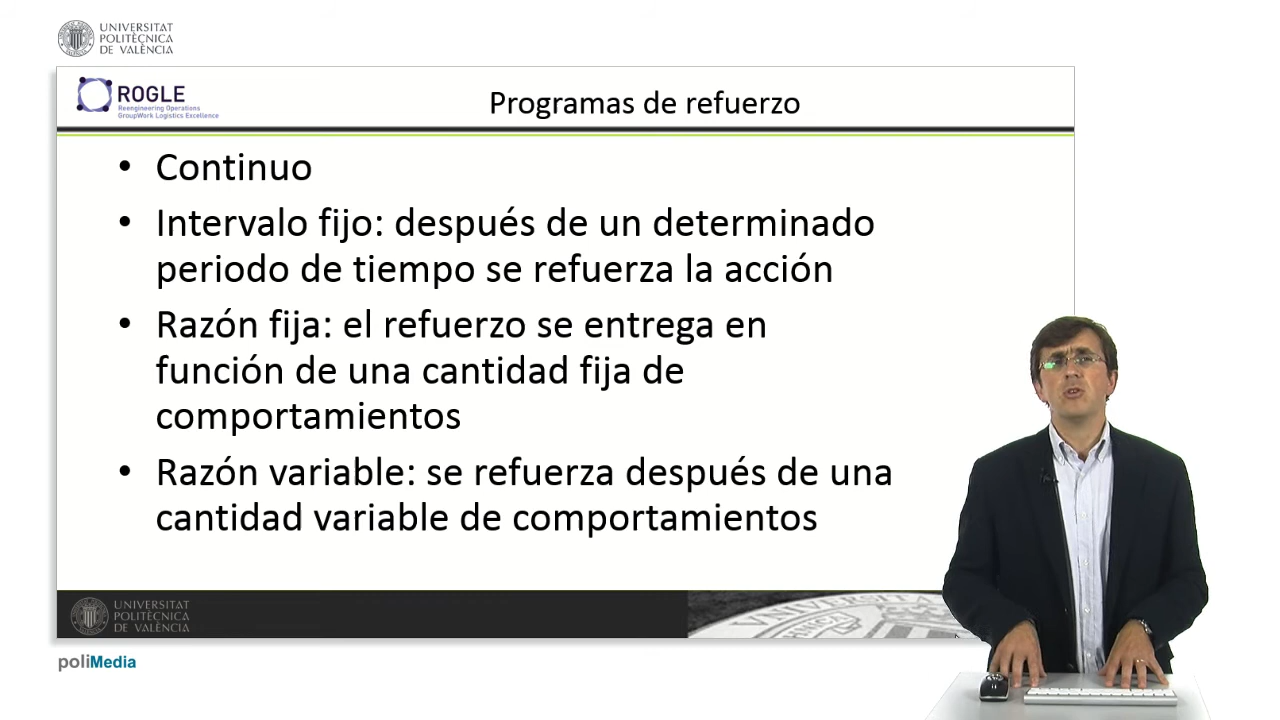 UNIVERSITAT
POLITÈCNICA
DE VALÈNCIA
ROGLE
Reengineering Operations
GroupWork Logistics Excellence
Programas de refuerzo
• Continuo
• Intervalo fijo: después de un determinado
periodo de tiempo se refuerza la acción
• Razón fija: el refuerzo se entrega en
función de una cantidad fija de
comportamientos
• Razón variable: se refuerza después de una
cantidad variable de comportamientos
UNIVERSITAT
POLITÈCNICA
DE VALÈNCIA
poliMedia